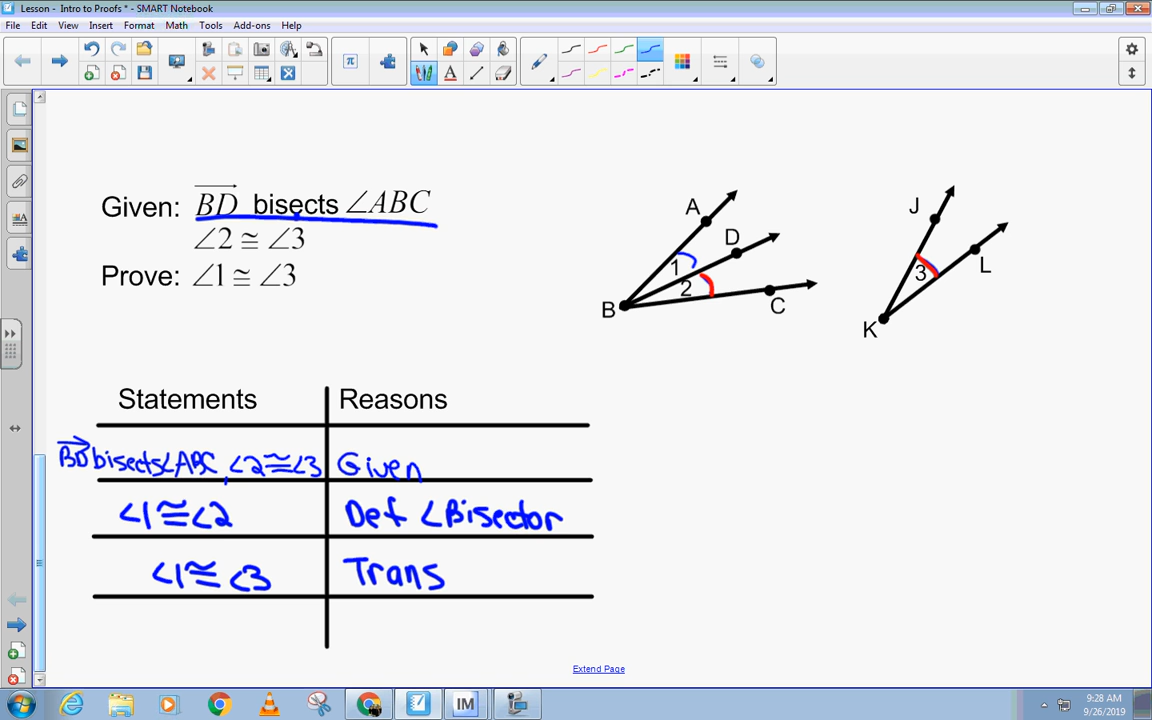 Lesson - Intro to Proofs * - SMART Notebook
File Edit View Insert Format Math Tools Add-ons Help
Given: BD bisects ∠ABC
∠2 ≅ ∠3
Prove: ∠1 ≅ ∠3
A
D
1
2
B
C
J
3
L
K
Statements Reasons
BD bisects∠ABC, ∠2≅∠3 Given
∠1≅∠2 Def ∠Bisector
∠1≅∠3 Trans
Extend Page
IM
9:28 AM
9/26/2019